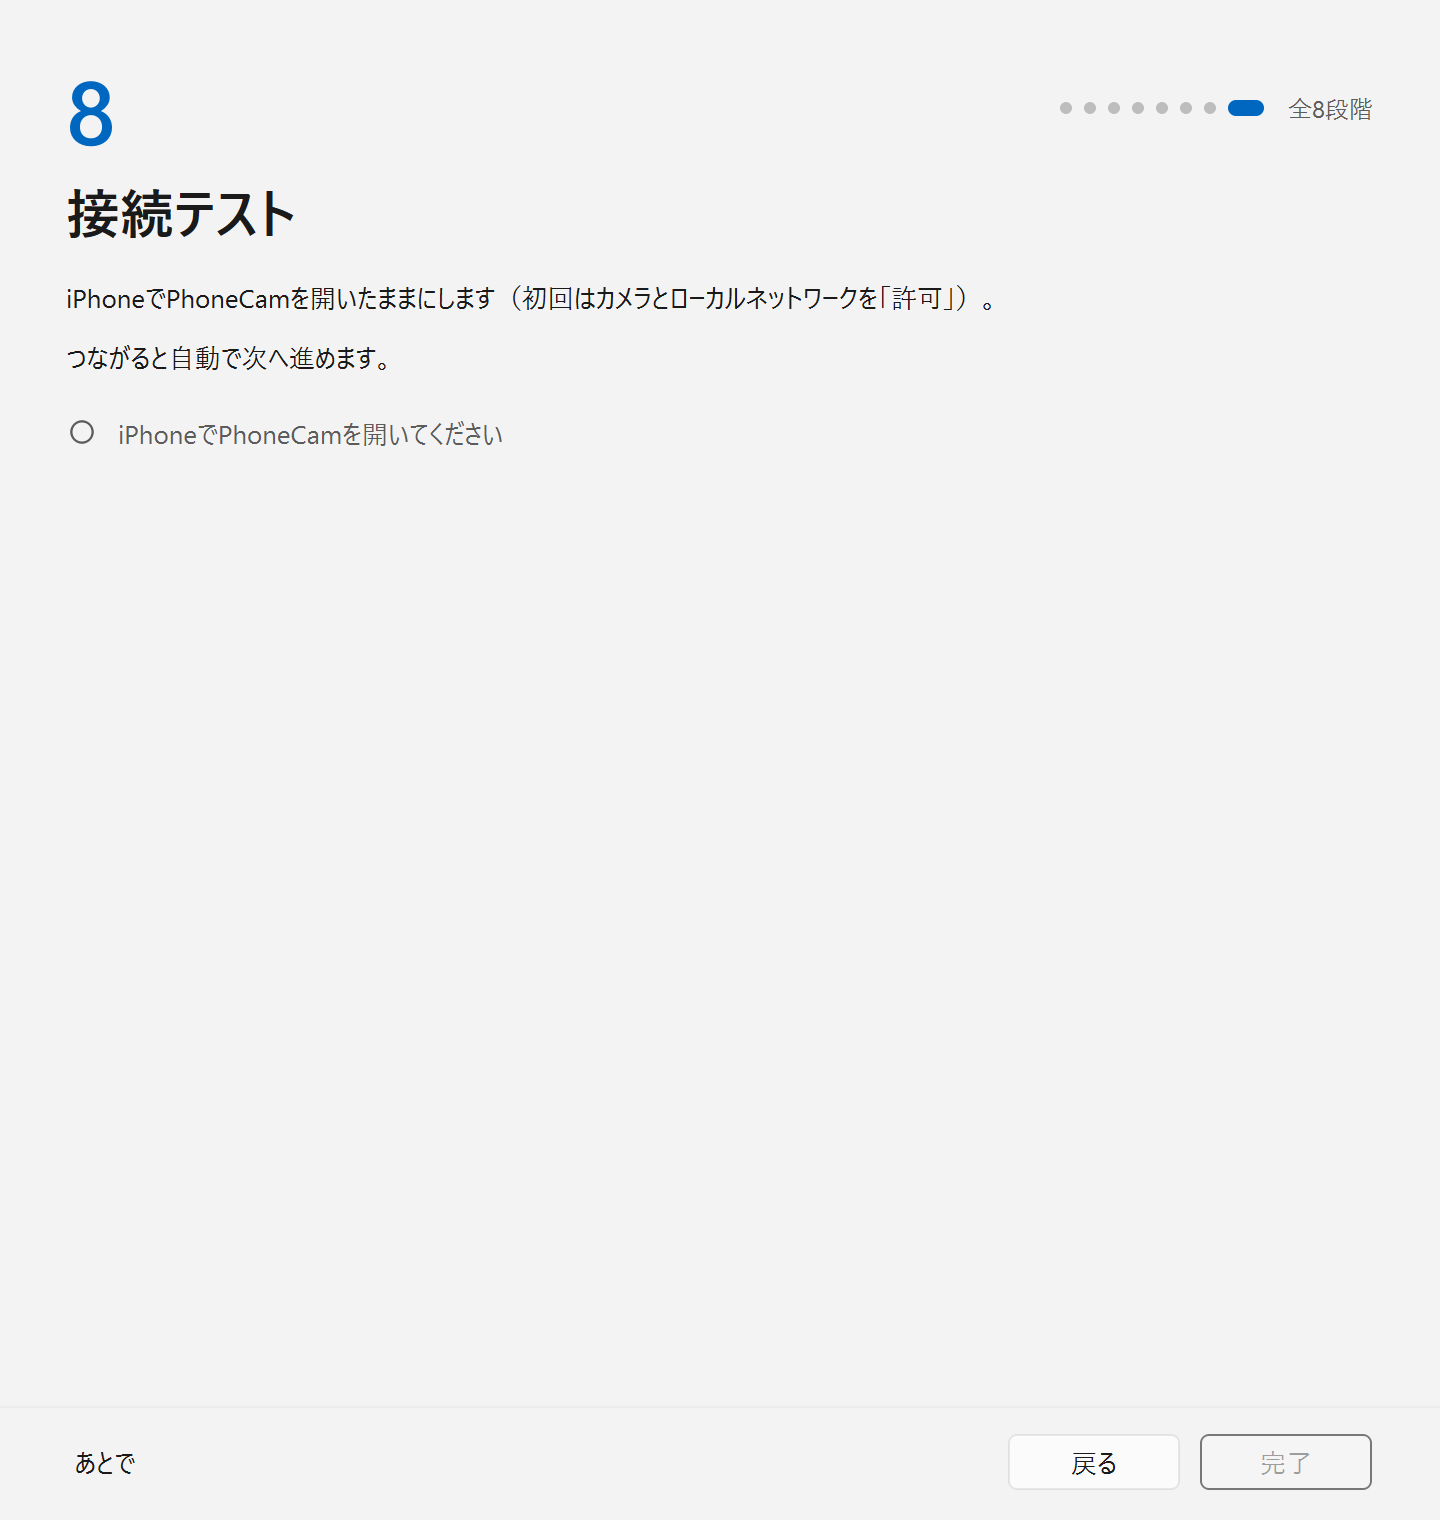 8
全8段階
接続テスト
iPhoneでPhoneCamを開いたままにします（初回はカメラとローカルネットワークを「許可」）。
つながると自動で次へ進めます。
iPhoneでPhoneCamを開いてください
あとで
戻る
完了